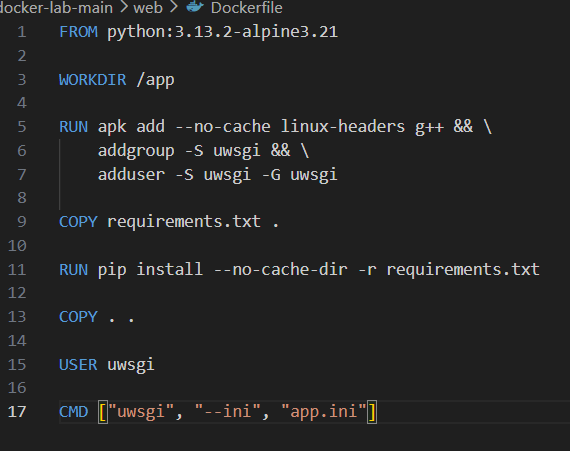 docker-lab-main > web > Dockerfile
1 FROM python:3.13.2-alpine3.21
2
3 WORKDIR /app
4
5 RUN apk add --no-cache linux-headers g++ && \
6 addgroup -S uwsgi && \
7 adduser -S uwsgi -G uwsgi
8
9 COPY requirements.txt .
10
11 RUN pip install --no-cache-dir -r requirements.txt
12
13 COPY . .
14
15 USER uwsgi
16
17 CMD ["uwsgi", "--ini", "app.ini"]